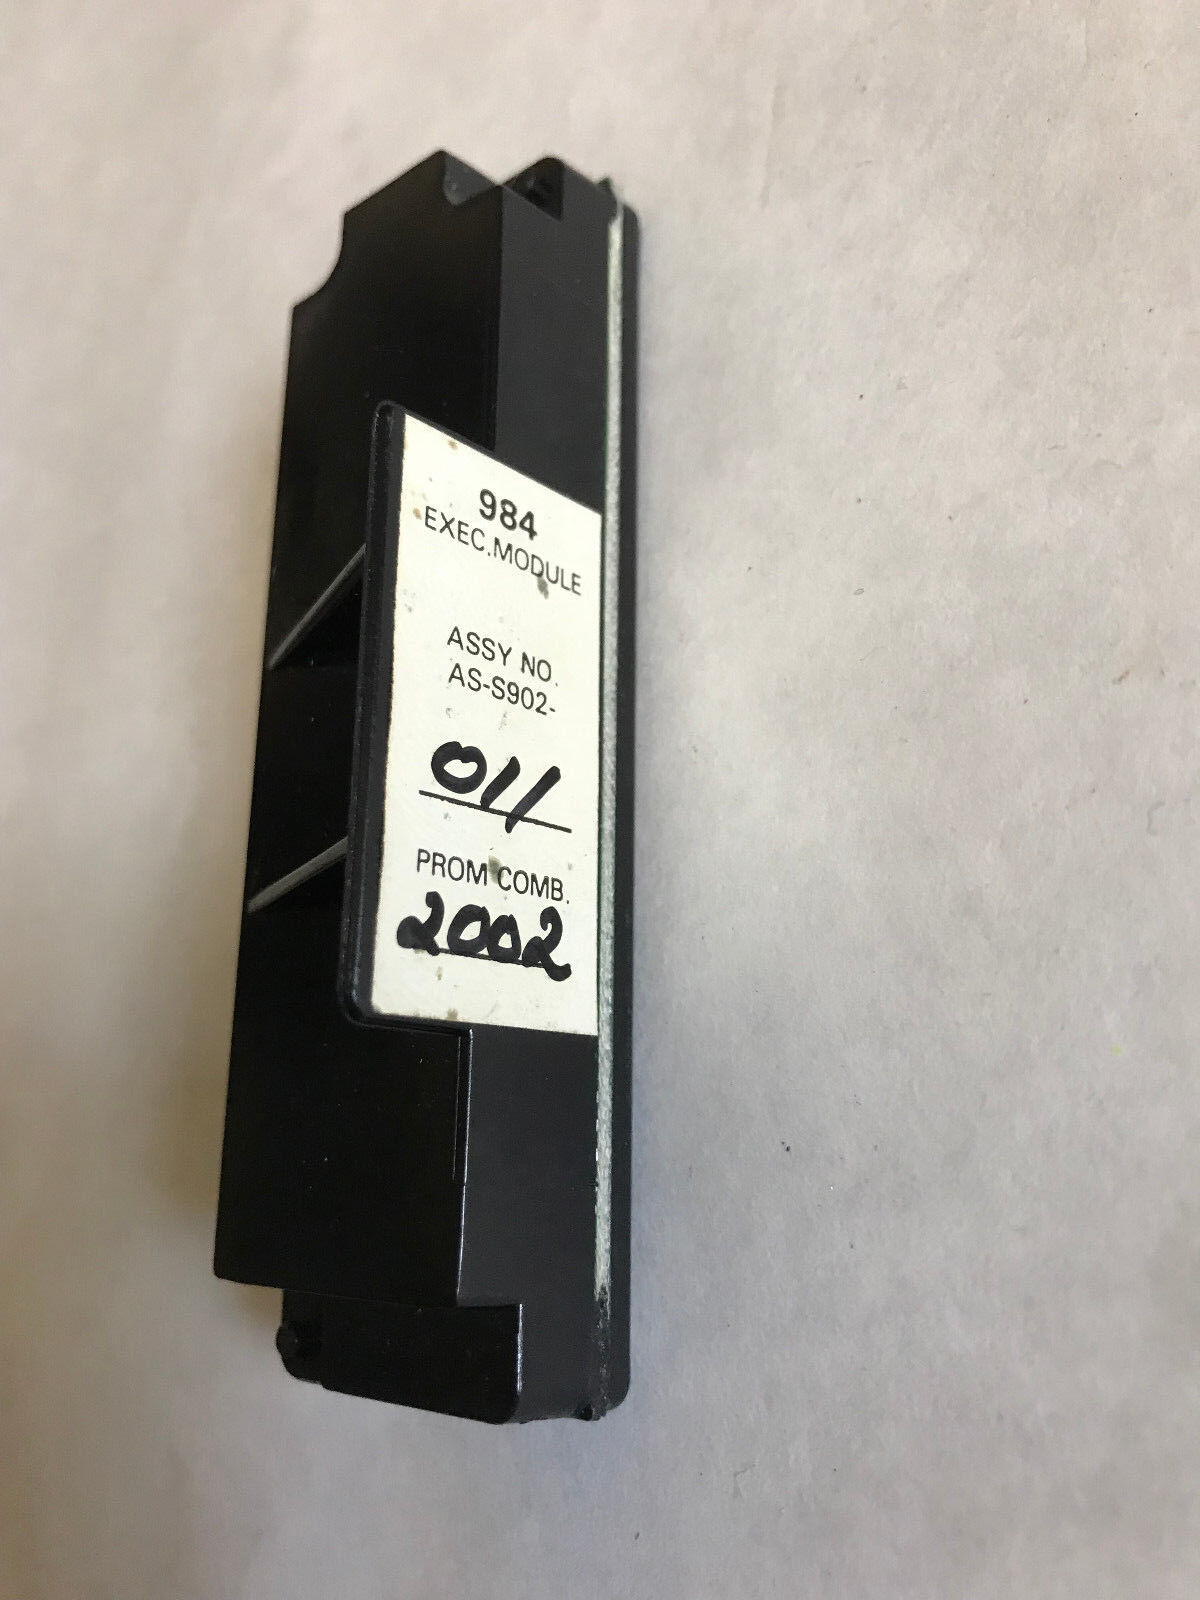 984
EXEC.MODULE
ASSY NO.
AS-S902-
011
PROM COMB.
2002